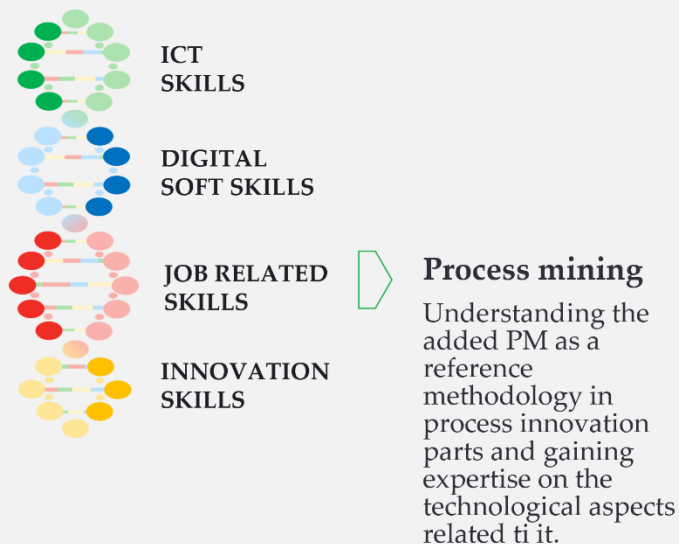 ICT
SKILLS
DIGITAL
SOFT SKILLS
JOB RELATED
SKILLS
INNOVATION
SKILLS
Process mining
Understanding the
added PM as a
reference
methodology in
process innovation
parts and gaining
expertise on the
technological aspects
related ti it.